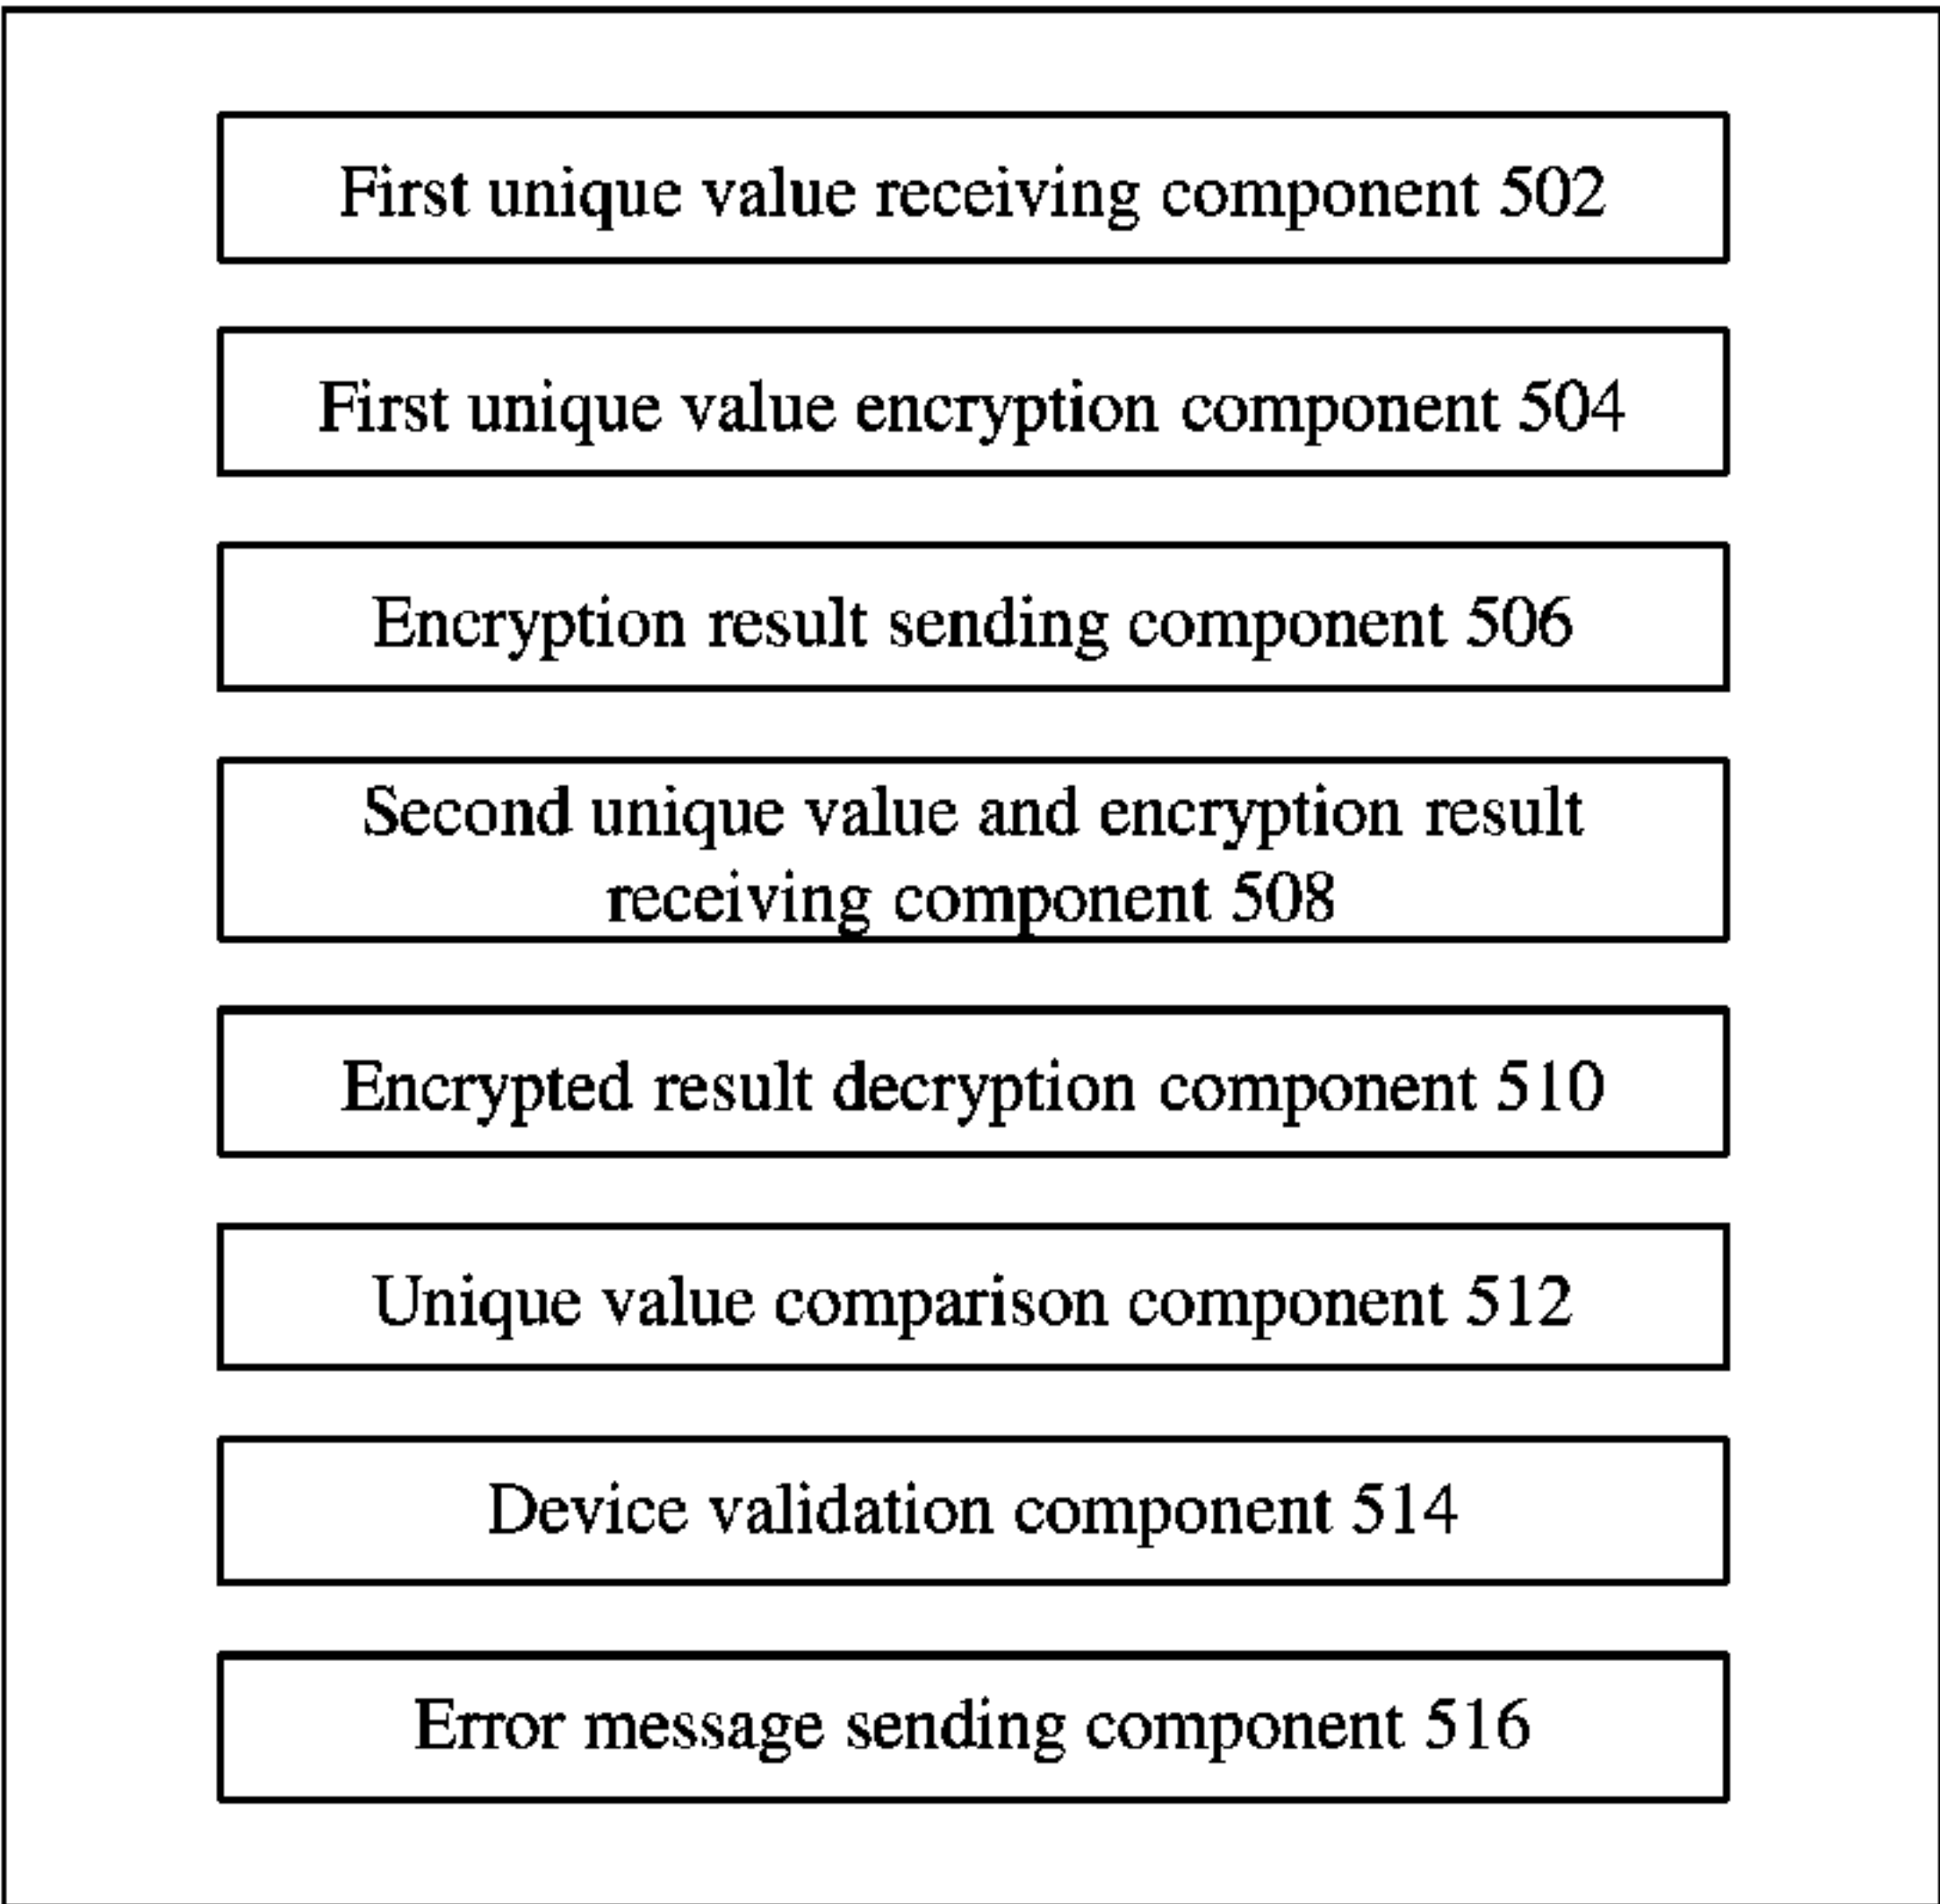 First unique value receiving component 502
First unique value encryption component 504
Encryption result sending component 506
Second unique value and encryption result
receiving component 508
Encrypted result decryption component 510
Unique value comparison component 512
Device validation component 514
Error message sending component 516